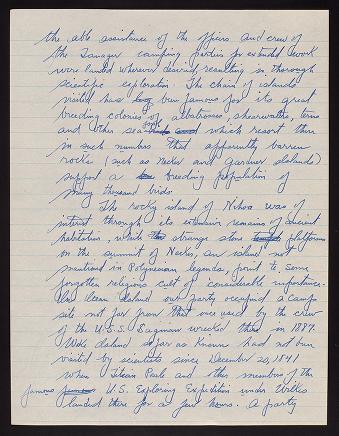 the able assistance of the officers and crew of
the Tanager camping parties for extended work
were landed wherever desired, resulting in thorough
scientific exploration. The chain of islands
visited has long been famous for its great
breeding colonies of albatrosses, shearwaters, terns
and other sea fowl which resort there
in such numbers that apparently barren
rocks (such as Necker and Gardner Islands)
support a breeding population of
many thousand birds.
The rocky island of Nihoa was of
interest through its extensive remains of ancient
habitation, while strange stone platforms
on the summit of Necker, an island not
mentioned in Polynesian legends, point to some
forgotten religious cult of considerable importance.
On Ocean Island our party occupied a camp
site not far from that once used by the crew
of the U.S.S. Saginaw wrecked there in
Wake Island so far as known had not been
visited by scientists since December 20, 1841
when Titian Peale and other members of the
famous U.S. Exploring Expedition under Wilkes
landed there for a few hours. A party